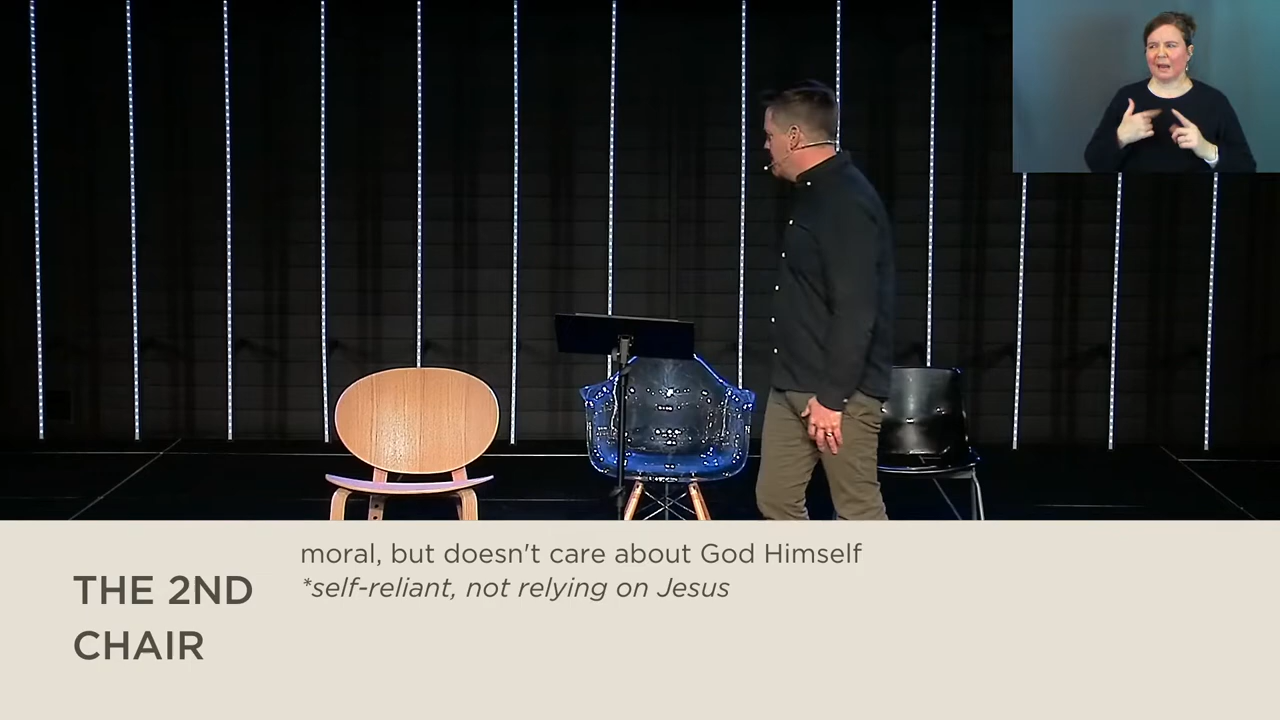 THE 2ND
CHAIR
moral, but doesn't care about God Himself
*self-reliant, not relying on Jesus